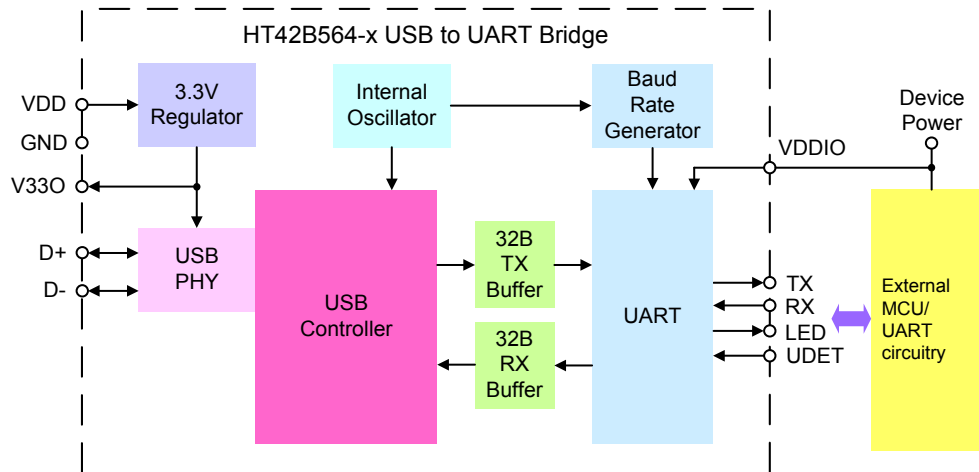 HT42B564-x USB to UART Bridge
VDD
GND
V33O
D+
D-
3.3V
Regulator
Internal
Oscillator
Baud
Rate
Generator
USB
PHY
USB
Controller
32B
TX
Buffer
32B
RX
Buffer
UART
VDDIO
Device
Power
TX
RX
LED
UDET
External
MCU/
UART
circuitry